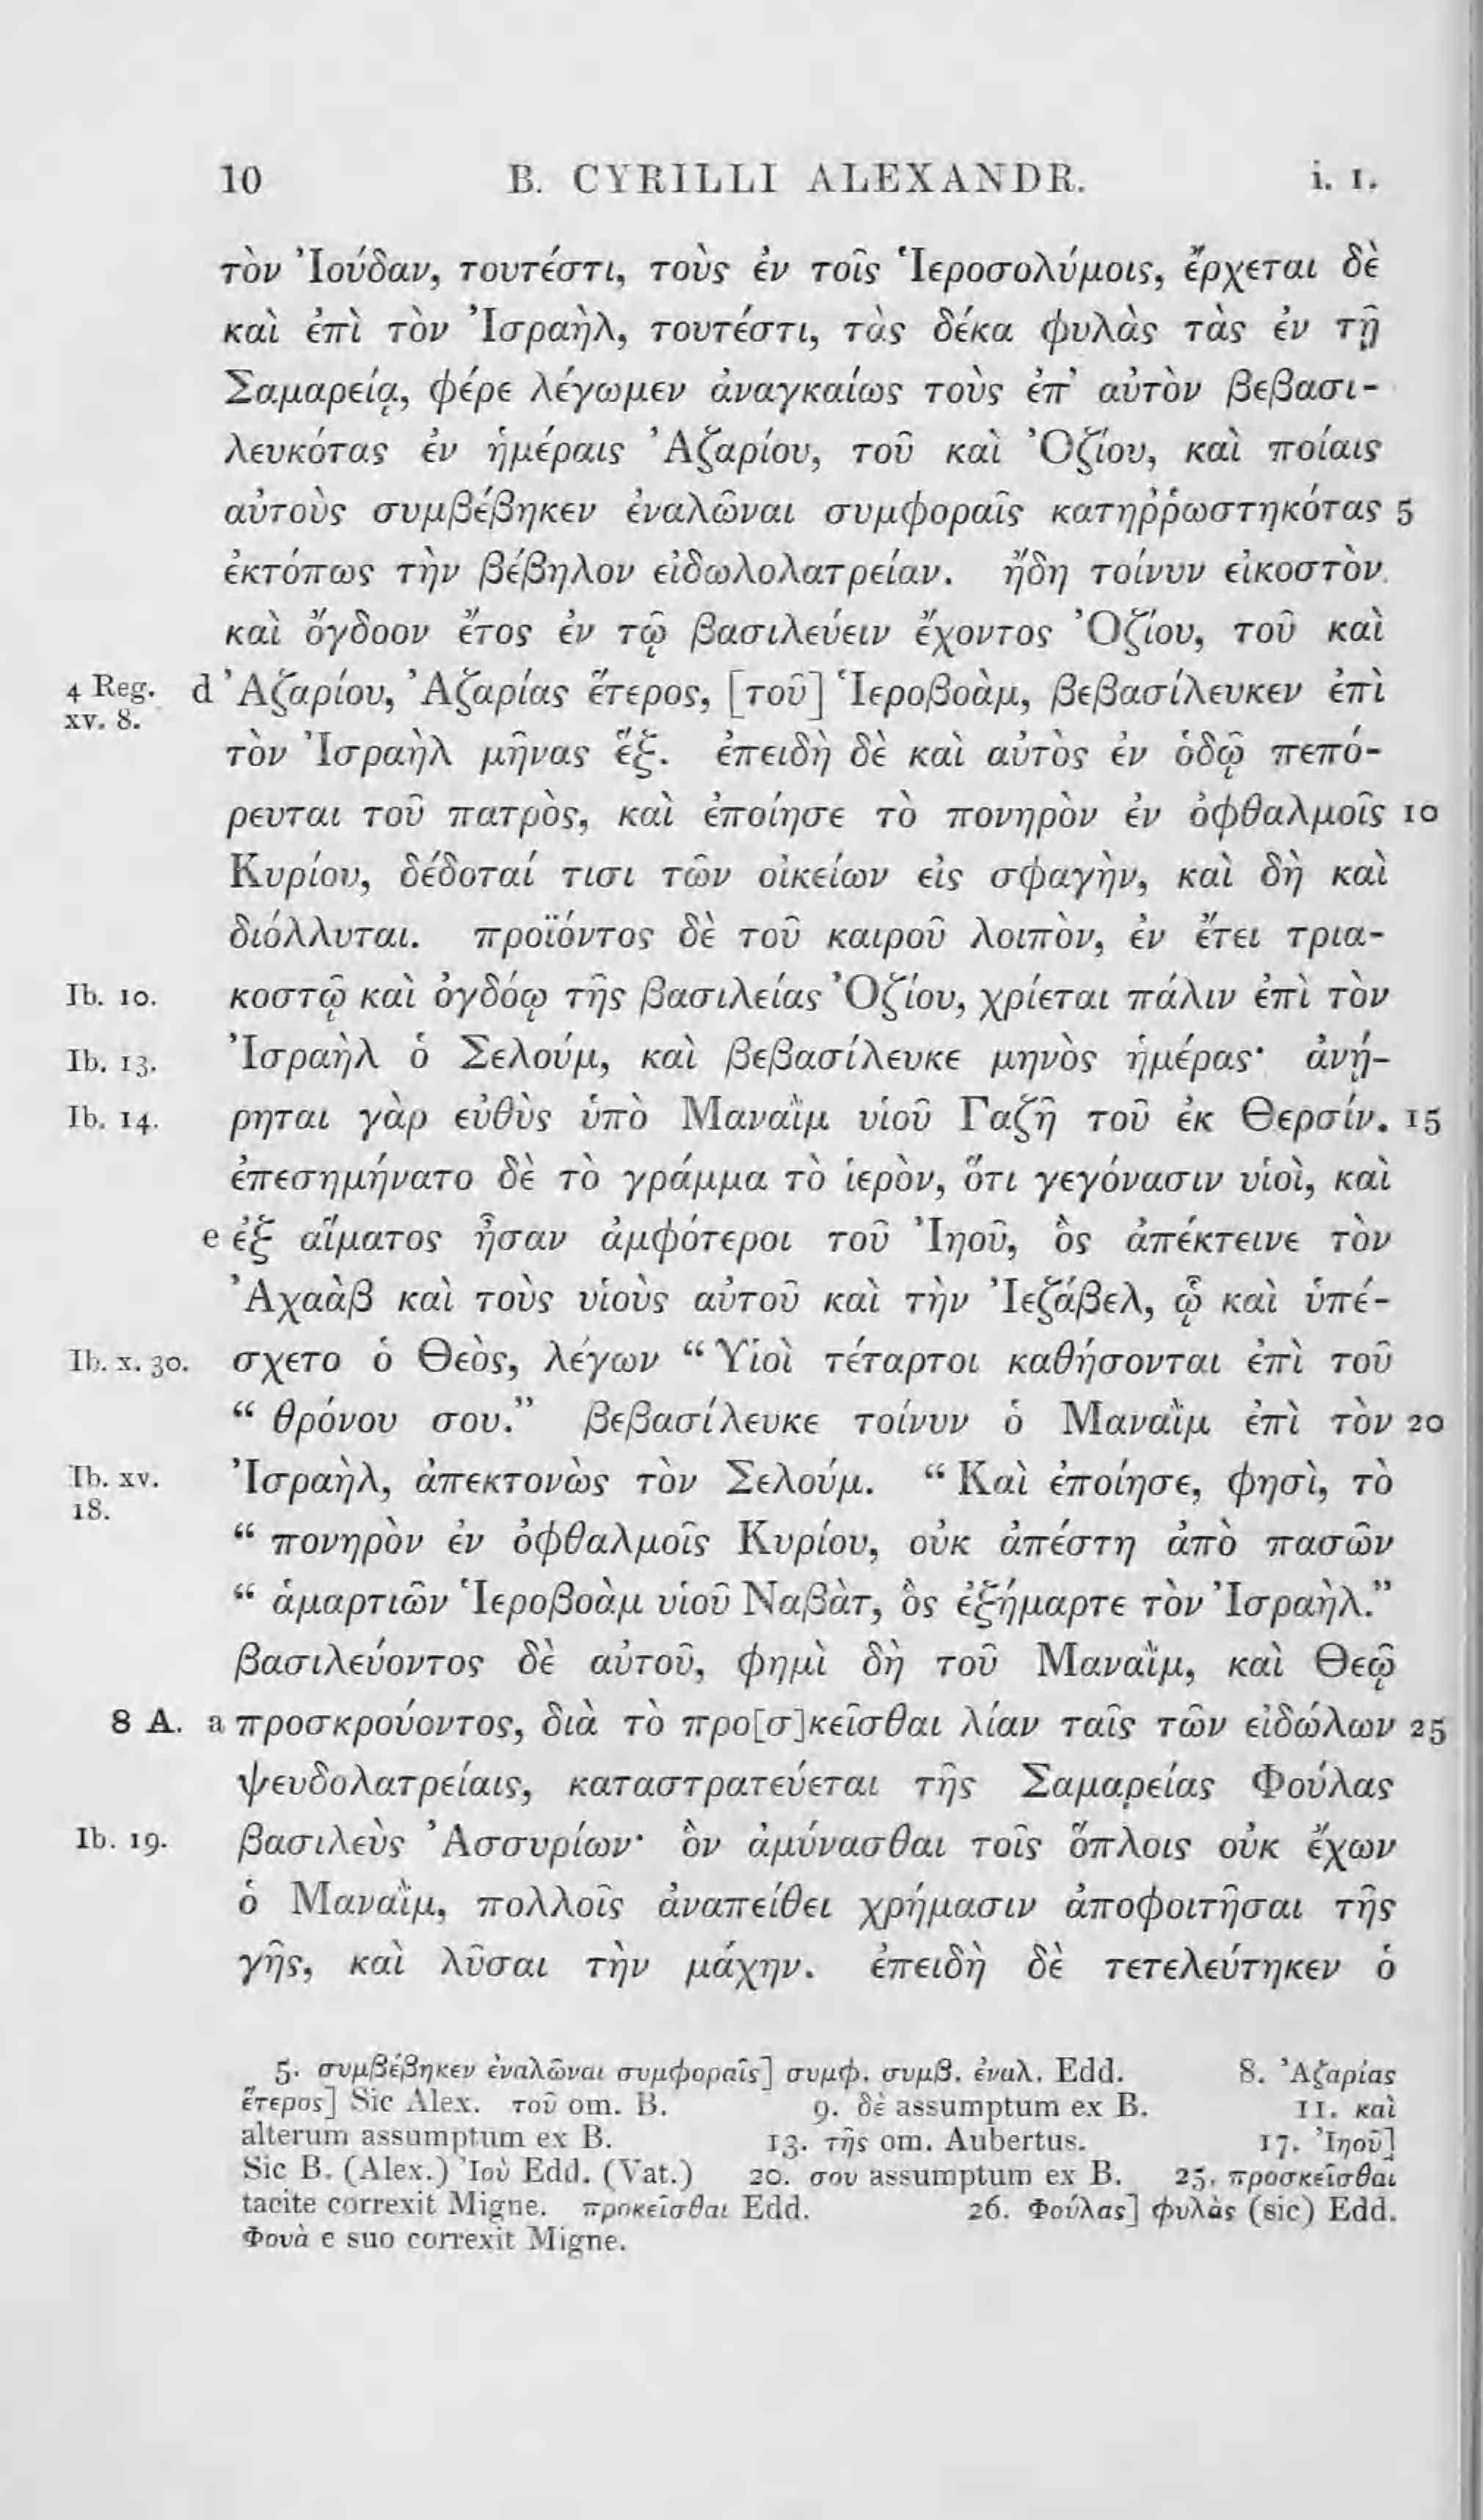 10 B. CYRILLI ALEXANDR. i. 1.
τὸν Ἰούδαν, τουτέστι, τοὺς ἐν τοῖς Ἱεροσολύμοις, ἔρχεται δὲ
καὶ ἐπὶ τὸν Ἰσραὴλ, τουτέστι, τὰς δέκα φυλὰς τὰς ἐν τῇ
Σαμαρείᾳ, φέρε λέγωμεν ἀναγκαίως τοὺς ἐπ’ αὐτὸν βεβασι-
λευκότας ἐν ἡμέραις Ἀζαρίου, τοῦ καὶ Ὀζίου, καὶ ποίαις
αὐτοὺς συμβέβηκεν ἐναλῶναι συμφοραῖς κατηῤῥωστηκότας 5
ἐκτόπως τὴν βέβηλον εἰδωλολατρείαν. ἤδη τοίνυν εἰκοστὸν
καὶ ὄγδοον ἔτος ἐν τῷ βασιλεύειν ἔχοντος Ὀζίου, τοῦ καὶ
4 Reg. xv. 8. d Ἀζαρίου, Ἀζαρίας ἕτερος, [τοῦ] Ἱεροβοὰμ, βεβασίλευκεν ἐπὶ
τὸν Ἰσραὴλ μῆνας ἕξ. ἐπειδὴ δὲ καὶ αὐτὸς ἐν ὁδῷ πεπό-
ρευται τοῦ πατρὸς, καὶ ἐποίησε τὸ πονηρὸν ἐν ὀφθαλμοῖς 10
Κυρίου, δέδοταί τισι τῶν οἰκείων εἰς σφαγὴν, καὶ δὴ καὶ
διόλλυται. προϊόντος δὲ τοῦ καιροῦ λοιπὸν, ἐν ἔτει τρια-
Ib. 10. κοστῷ καὶ ὀγδόῳ τῆς βασιλείας Ὀζίου, χρίεται πάλιν ἐπὶ τὸν
Ib. 13. Ἰσραὴλ ὁ Σελούμ, καὶ βεβασίλευκε μηνὸς ἡμέρας· ἀνῄ-
Ib. 14. ρηται γὰρ εὐθὺς ὑπὸ Μαναῒμ υἱοῦ Γαζῆ τοῦ ἐκ Θερσίν. 15
ἐπεσημήνατο δὲ τὸ γράμμα τὸ ἱερὸν, ὅτι γεγόνασιν υἱοὶ, καὶ
e ἐξ αἵματος ἦσαν ἀμφότεροι τοῦ Ἰηοῦ, ὃς ἀπέκτεινε τὸν
Ἀχαὰβ καὶ τοὺς υἱοὺς αὐτοῦ καὶ τὴν Ἰεζάβελ, ᾧ καὶ ὑπέ-
Ib. x. 30. σχετο ὁ Θεὸς, λέγων “ Υἱοὶ τέταρτοι καθήσονται ἐπὶ τοῦ
“ θρόνου σου.” βεβασίλευκε τοίνυν ὁ Μαναῒμ ἐπὶ τὸν 20
Ib. xv. 18. Ἰσραὴλ, ἀπεκτονὼς τὸν Σελούμ. “ Καὶ ἐποίησε, φησὶ, τὸ
“ πονηρὸν ἐν ὀφθαλμοῖς Κυρίου, οὐκ ἀπέστη ἀπὸ πασῶν
“ ἁμαρτιῶν Ἱεροβοὰμ υἱοῦ Ναβὰτ, ὃς ἐξήμαρτε τὸν Ἰσραὴλ.”
βασιλεύοντος δὲ αὐτοῦ, φημὶ δὴ τοῦ Μαναῒμ, καὶ Θεῷ
8 A. a προσκρούοντος, διὰ τὸ προ[σ]κεῖσθαι λίαν ταῖς τῶν εἰδώλων 25
ψευδολατρείαις, καταστρατεύεται τῆς Σαμαρείας Φούλας
Ib. 19. βασιλεὺς Ἀσσυρίων· ὃν ἀμύνασθαι τοῖς ὅπλοις οὐκ ἔχων
ὁ Μαναῒμ, πολλοῖς ἀναπείθει χρήμασιν ἀποφοιτῆσαι τῆς
γῆς, καὶ λῦσαι τὴν μάχην. ἐπειδὴ δὲ τετελεύτηκεν ὁ
5. συμβέβηκεν ἐναλῶναι συμφοραῖς] συμφ. συμβ. ἐναλ. Edd. 8. Ἀζαρίας
ἕτερος] Sic Alex. τοῦ om. B. 9. δὲ assumptum ex B. 11. καὶ
alterum assumptum ex B. 13. τῆς om. Aubertus. 17. Ἰηοῦ]
Sic B. (Alex.) Ἰοὺ Edd. (Vat.) 20. σου assumptum ex B. 25. προσκεῖσθαι
tacite correxit Migne. προκεῖσθαι Edd. 26. Φούλας] φυλὰς (sic) Edd.
Φουὰ e suo correxit Migne.